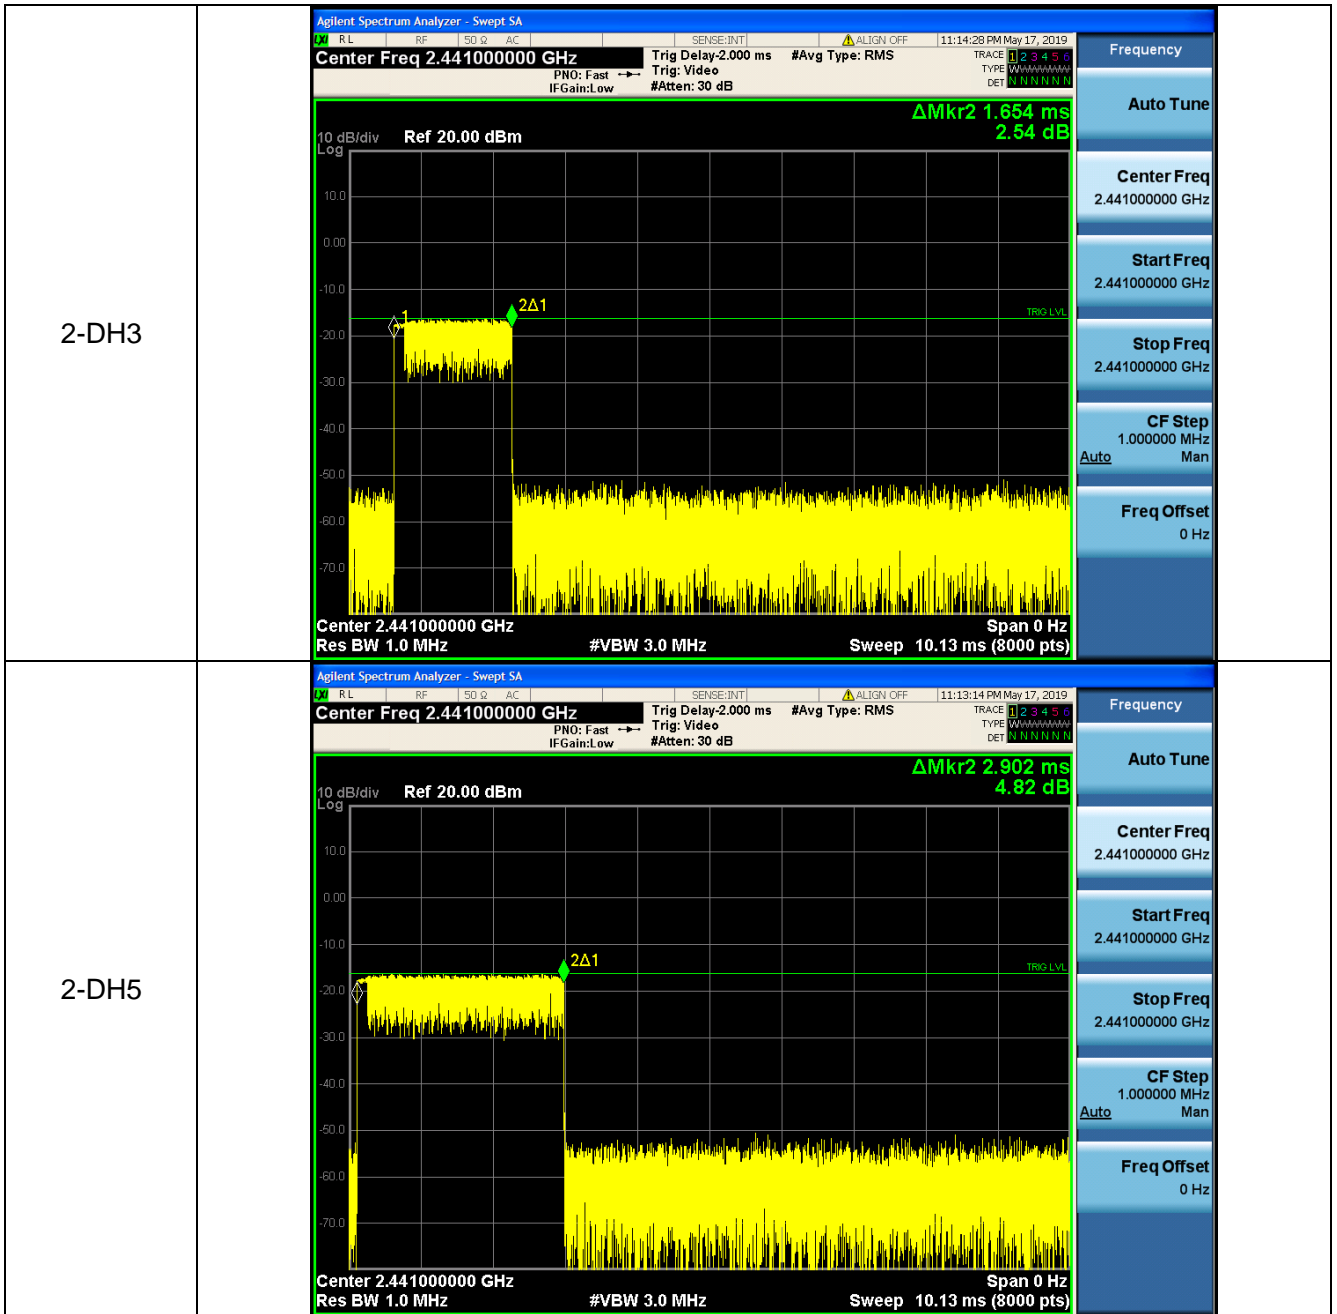 2-DH3
Agilent Spectrum Analyzer - Swept SA
LXI RL RF 50 Ω AC SENSE:INT ALIGN OFF 11:14:28 PM May 17, 2019
Center Freq 2.441000000 GHz
PNO: Fast
IFGain:Low
Trig Delay-2.000 ms
Trig: Video
#Atten: 30 dB
#Avg Type: RMS
TRACE 1 2 3 4 5 6
TYPE WWWWWW
DET N N N N N N
ΔMkr2 1.654 ms
2.54 dB
10 dB/div
Log
Ref 20.00 dBm
10.0
0.00
-10.0
-20.0
-30.0
-40.0
-50.0
-60.0
-70.0
1
2Δ1
TRIG LVL
Center 2.441000000 GHz
Span 0 Hz
Res BW 1.0 MHz
#VBW 3.0 MHz
Sweep 10.13 ms (8000 pts)
Frequency
Auto Tune
Center Freq
2.441000000 GHz
Start Freq
2.441000000 GHz
Stop Freq
2.441000000 GHz
CF Step
1.000000 MHz
Auto Man
Freq Offset
0 Hz
2-DH5
Agilent Spectrum Analyzer - Swept SA
LXI RL RF 50 Ω AC SENSE:INT ALIGN OFF 11:13:14 PM May 17, 2019
Center Freq 2.441000000 GHz
PNO: Fast
IFGain:Low
Trig Delay-2.000 ms
Trig: Video
#Atten: 30 dB
#Avg Type: RMS
TRACE 1 2 3 4 5 6
TYPE WWWWWW
DET N N N N N N
ΔMkr2 2.902 ms
4.82 dB
10 dB/div
Log
Ref 20.00 dBm
10.0
0.00
-10.0
-20.0
-30.0
-40.0
-50.0
-60.0
-70.0
2Δ1
TRIG LVL
Center 2.441000000 GHz
Span 0 Hz
Res BW 1.0 MHz
#VBW 3.0 MHz
Sweep 10.13 ms (8000 pts)
Frequency
Auto Tune
Center Freq
2.441000000 GHz
Start Freq
2.441000000 GHz
Stop Freq
2.441000000 GHz
CF Step
1.000000 MHz
Auto Man
Freq Offset
0 Hz